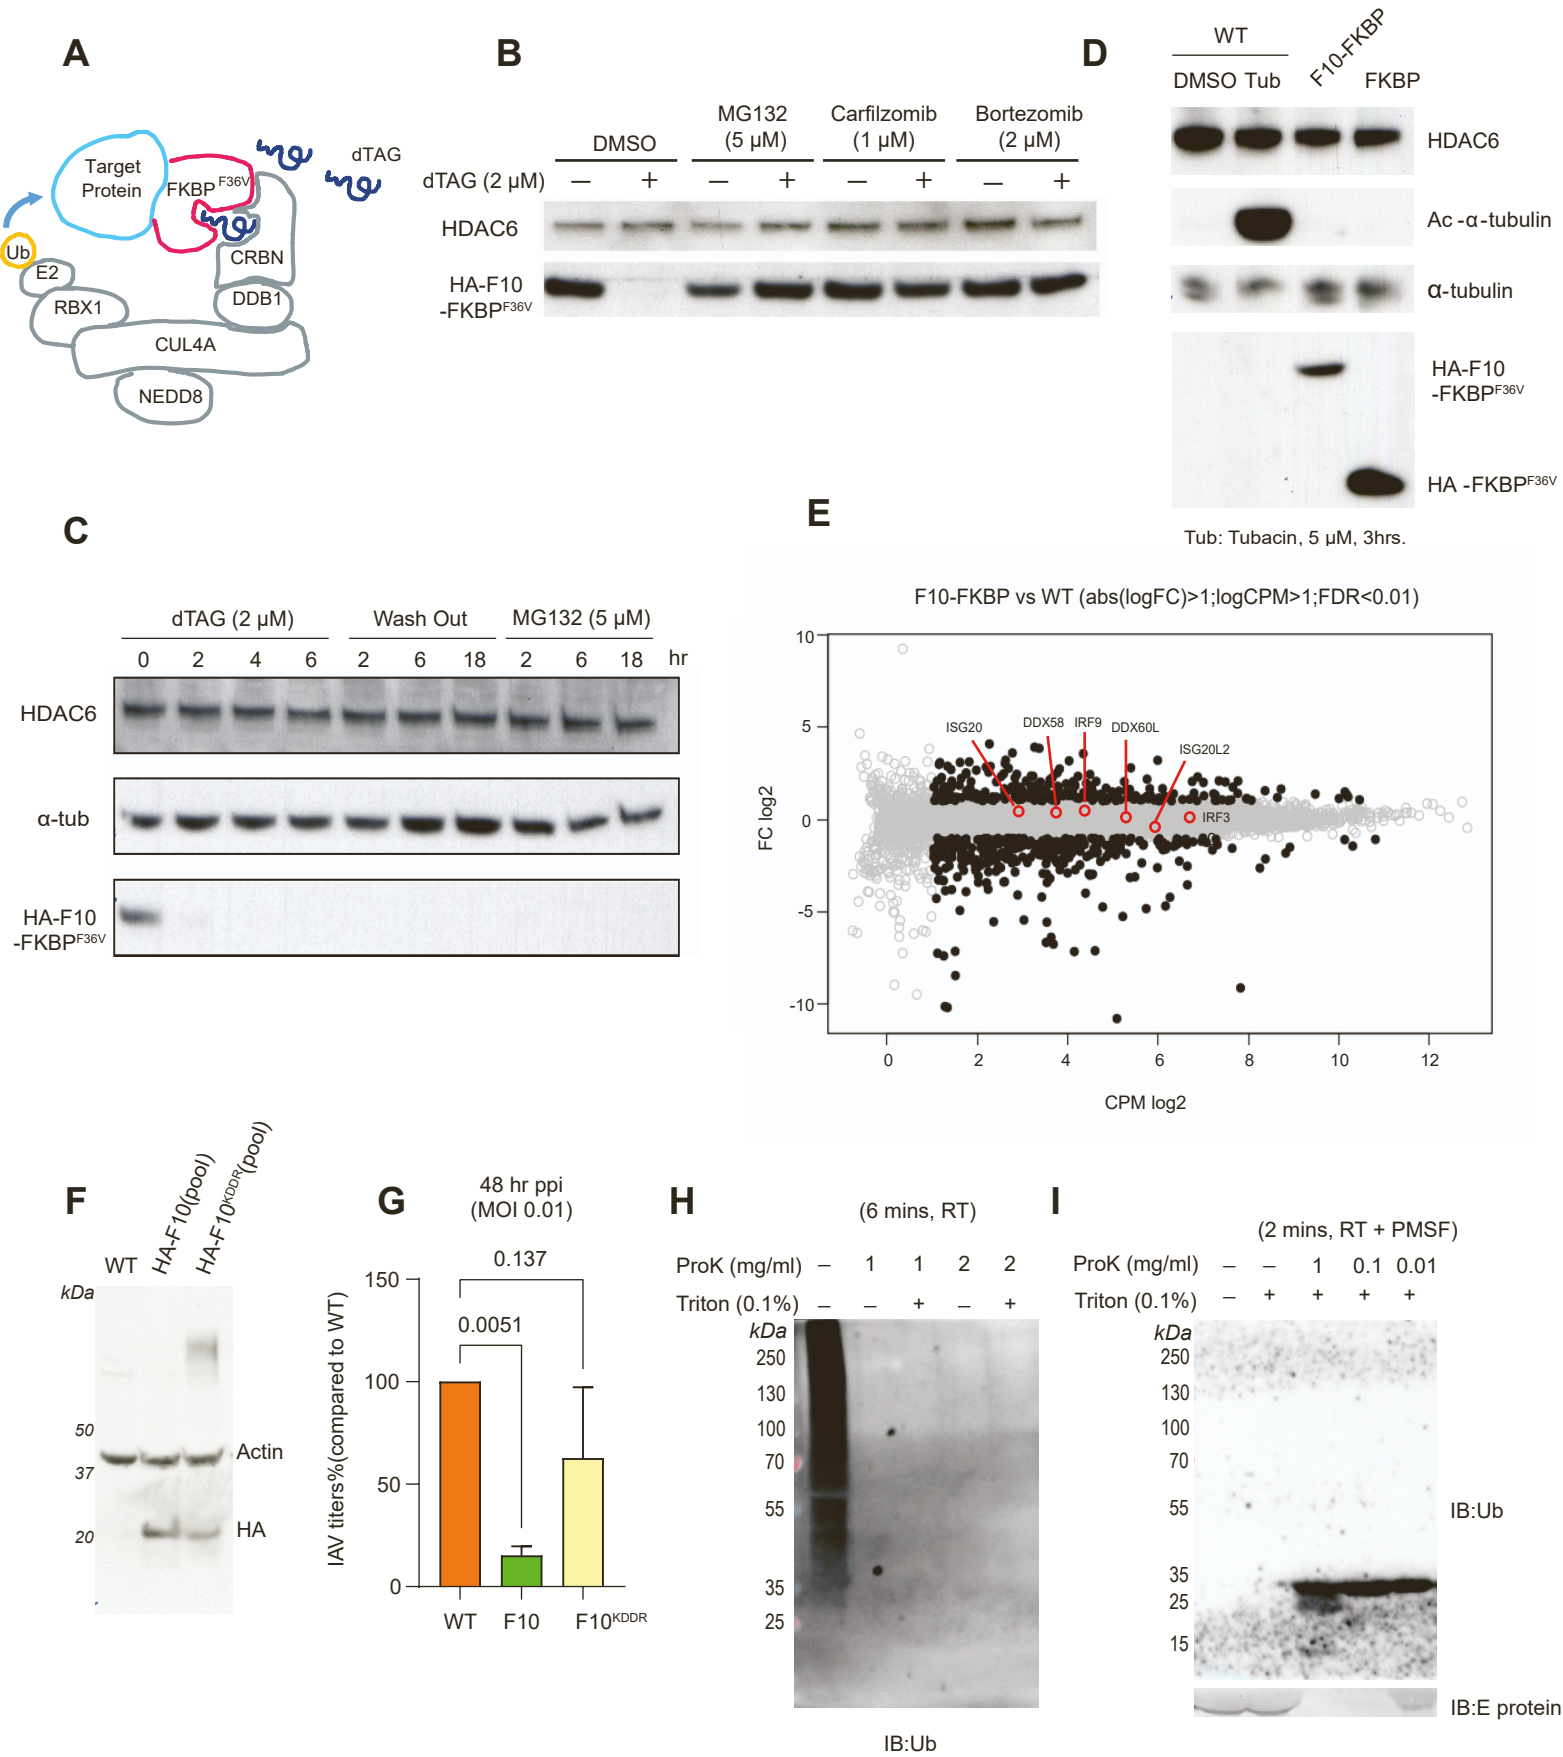 A
Target
Protein
FKBP F36V
dTAG
Ub
E2
CRBN
RBX1
DDB1
CUL4A
NEDD8
B
DMSO
MG132
(5 µM)
Carfilzomib
(1 µM)
Bortezomib
(2 µM)
dTAG (2 µM) – + – + – + – +
HDAC6
HA-F10
-FKBPF36V
D
WT
F10-FKBP
DMSO Tub FKBP
HDAC6
Ac -α-tubulin
α-tubulin
HA-F10
-FKBPF36V
HA -FKBPF36V
Tub: Tubacin, 5 µM, 3hrs.
C
dTAG (2 µM) Wash Out MG132 (5 µM)
0 2 4 6 2 6 18 2 6 18 hr
HDAC6
α-tub
HA-F10
-FKBPF36V
E
F10-FKBP vs WT (abs(logFC)>1;logCPM>1;FDR<0.01)
FC log2
10
5
0
-5
-10
ISG20
DDX58
IRF9
DDX60L
ISG20L2
IRF3
0 2 4 6 8 10 12
CPM log2
F
WT
HA-F10(pool)
HA-F10KDDR(pool)
kDa
50
37
20
Actin
HA
G
48 hr ppi
(MOI 0.01)
0.137
0.0051
IAV titers%(compared to WT)
150
100
50
0
WT F10 F10KDDR
H
(6 mins, RT)
ProK (mg/ml) – 1 1 2 2
Triton (0.1%) – – + – +
kDa
250
130
100
70
55
35
25
IB:Ub
I
(2 mins, RT + PMSF)
ProK (mg/ml) – – 1 0.1 0.01
Triton (0.1%) – + + + +
kDa
250
130
100
70
55
35
25
15
IB:Ub
IB:E protein